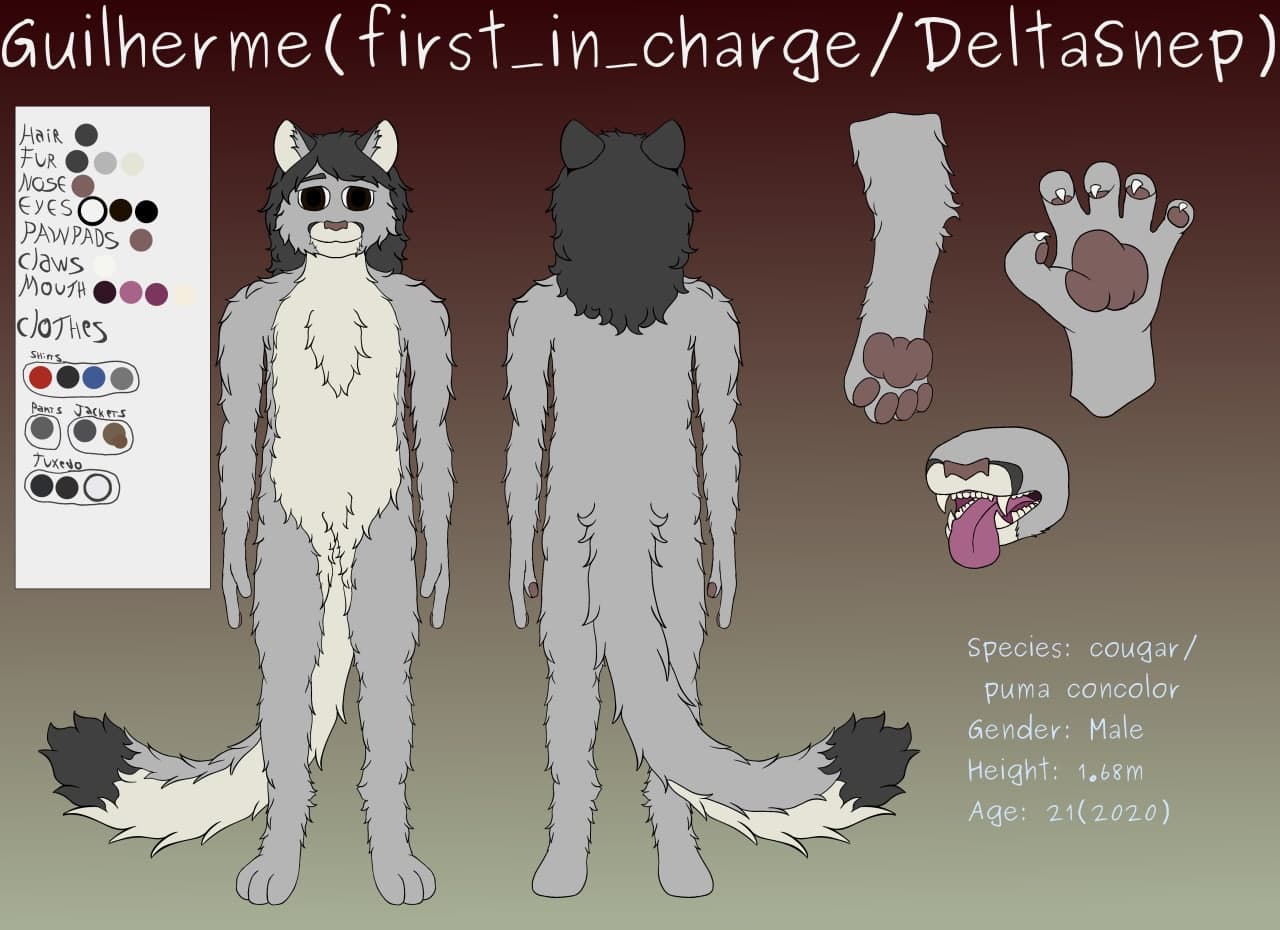 Guilherme(first_in_charge/DeltaSnep)
Hair
Fur
Nose
Eyes
Pawpads
Claws
Mouth
Clothes
Shirts
Pants Jackets
Tuxedo
Species: cougar/
puma concolor
Gender: Male
Height: 1.68m
Age: 21(2020)